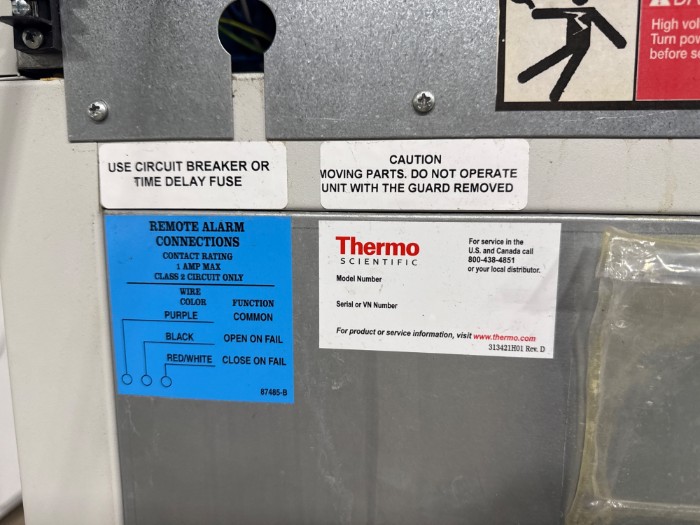 High vol
Turn pow
before se
USE CIRCUIT BREAKER OR
TIME DELAY FUSE
CAUTION
MOVING PARTS. DO NOT OPERATE
UNIT WITH THE GUARD REMOVED
REMOTE ALARM
CONNECTIONS
CONTACT RATING
1 AMP MAX
CLASS 2 CIRCUIT ONLY
WIRE
COLOR FUNCTION
PURPLE COMMON
BLACK OPEN ON FAIL
RED/WHITE CLOSE ON FAIL
87485-B
Thermo
SCIENTIFIC
Model Number
Serial or VN Number
For service in the
U.S. and Canada call
800-438-4851
or your local distributor.
For product or service information, visit www.thermo.com
313421H01 Rev. D